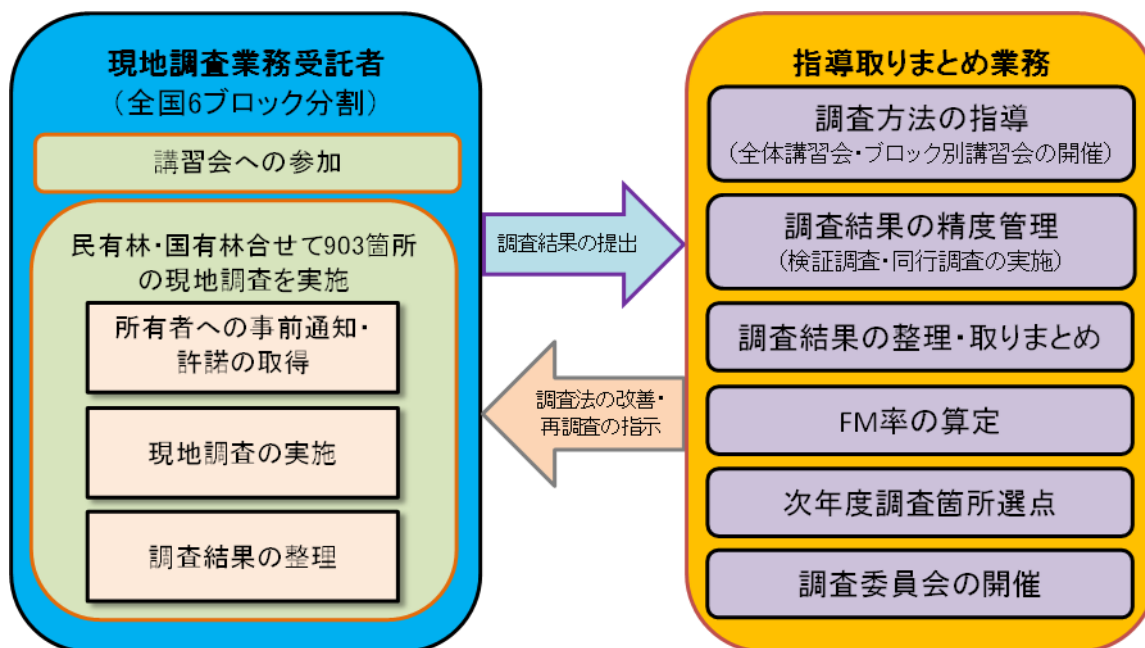 現地調査業務受託者
（全国6ブロック分割）
講習会への参加
民有林・国有林合せて903箇所
の現地調査を実施
所有者への事前通知・
許諾の取得
現地調査の実施
調査結果の整理
調査結果の提出
調査法の改善・
再調査の指示
指導取りまとめ業務
調査方法の指導
（全体講習会・ブロック別講習会の開催）
調査結果の精度管理
（検証調査・同行調査の実施）
調査結果の整理・取りまとめ
FM率の算定
次年度調査箇所選点
調査委員会の開催